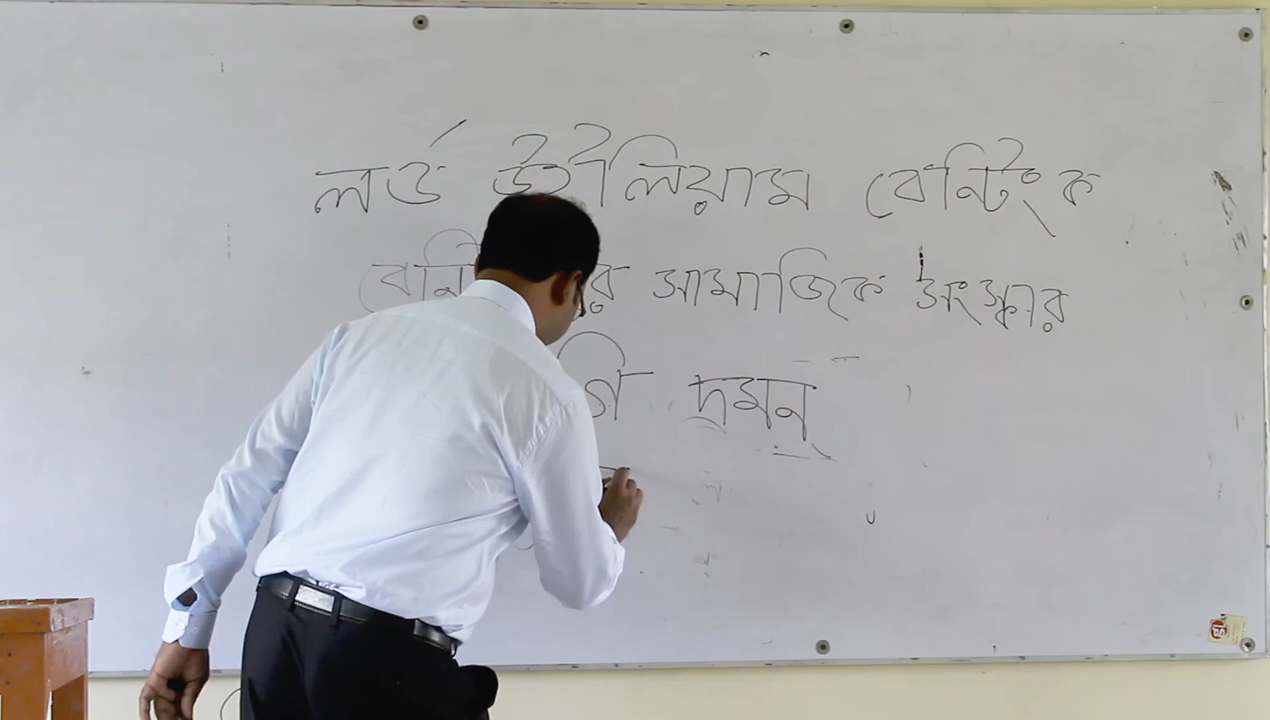 লর্ড উইলিয়াম বেন্টিংক
সামাজিক সংস্কার
দমন